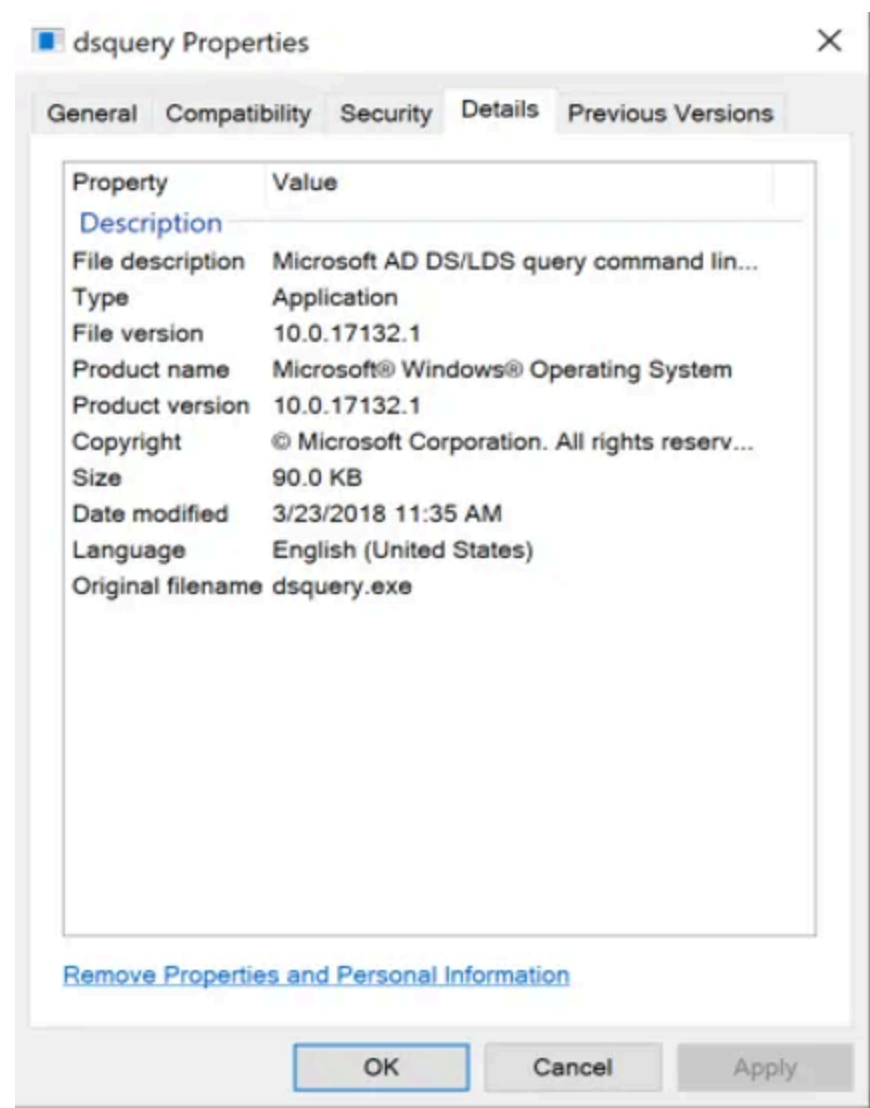 dsquery Properties
General Compatibility Security Details Previous Versions
Property Value
Description
File description Microsoft AD DS/LDS query command lin...
Type Application
File version 10.0.17132.1
Product name Microsoft® Windows® Operating System
Product version 10.0.17132.1
Copyright © Microsoft Corporation. All rights reserv...
Size 90.0 KB
Date modified 3/23/2018 11:35 AM
Language English (United States)
Original filename dsquery.exe
Remove Properties and Personal Information
OK Cancel Apply